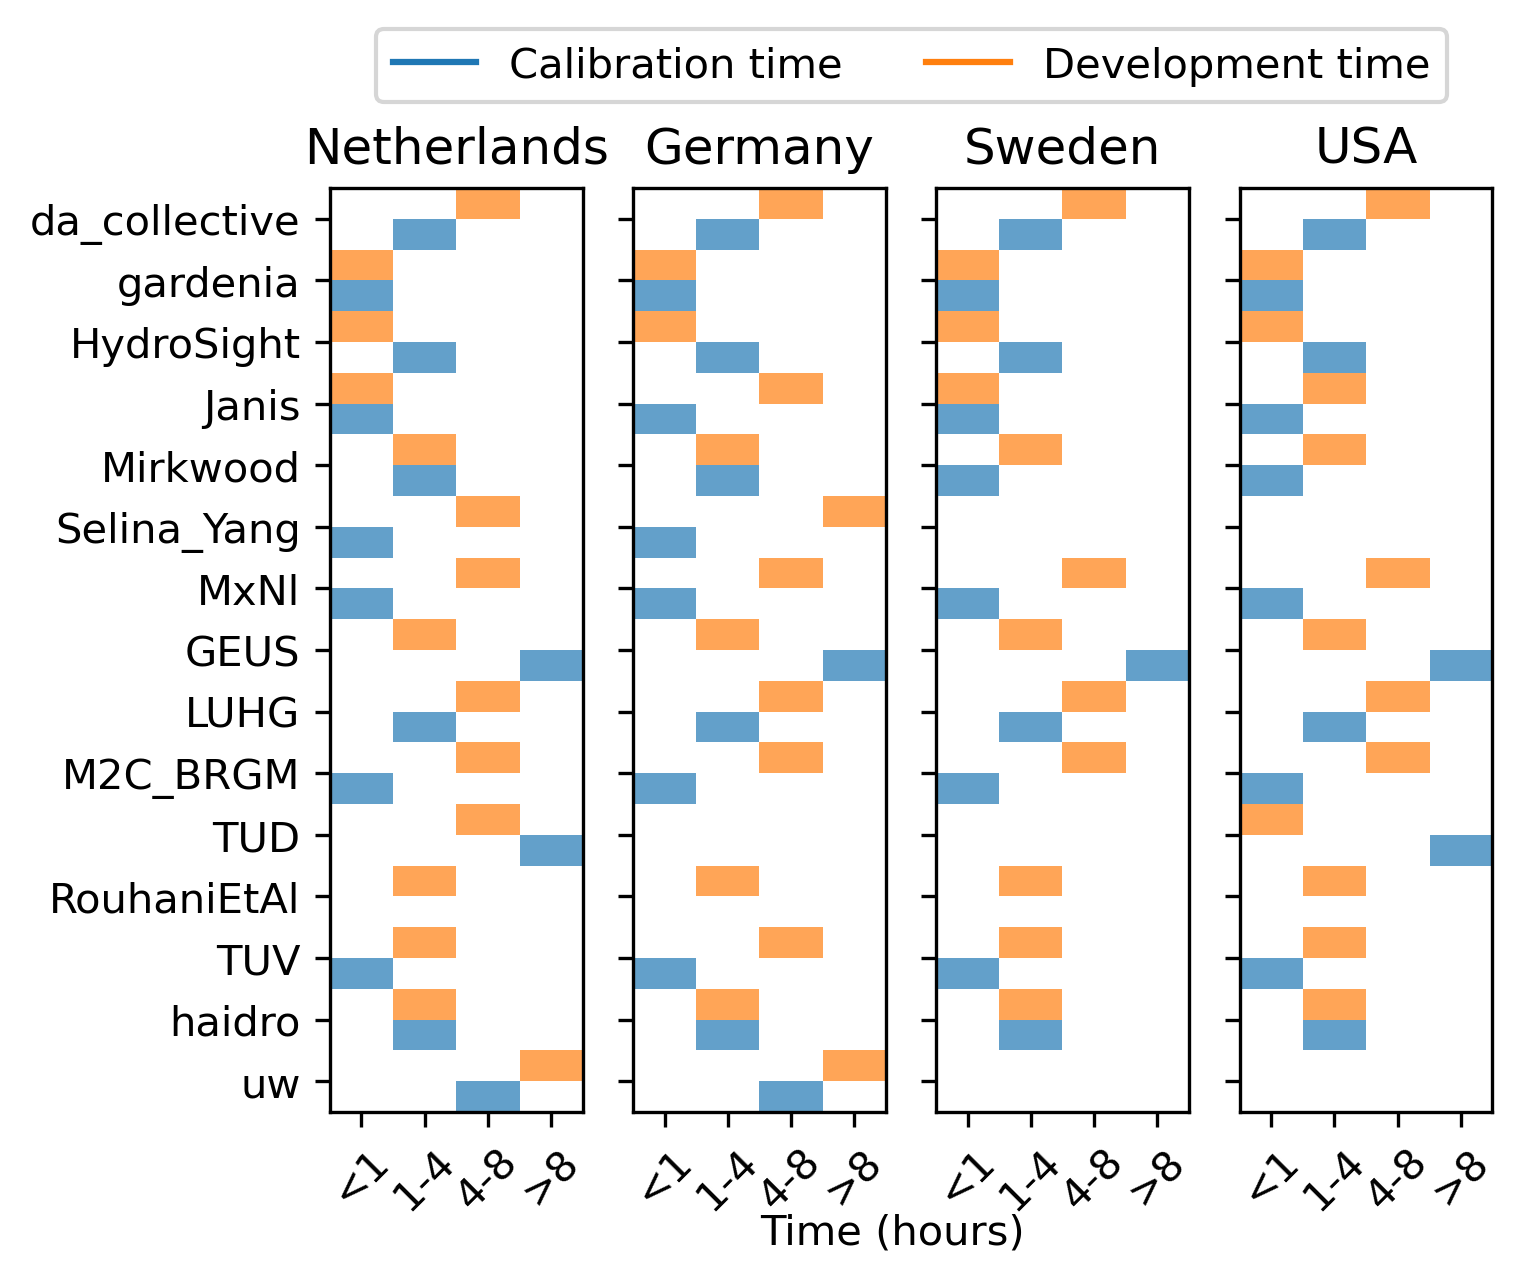 Calibration time Development time
Netherlands Germany Sweden USA
da_collective
gardenia
HydroSight
Janis
Mirkwood
Selina_Yang
MxNl
GEUS
LUHG
M2C_BRGM
TUD
RouhaniEtAl
TUV
haidro
uw
<1 1-4 4-8 >8 <1 1-4 4-8 >8 <1 1-4 4-8 >8 <1 1-4 4-8 >8
Time (hours)